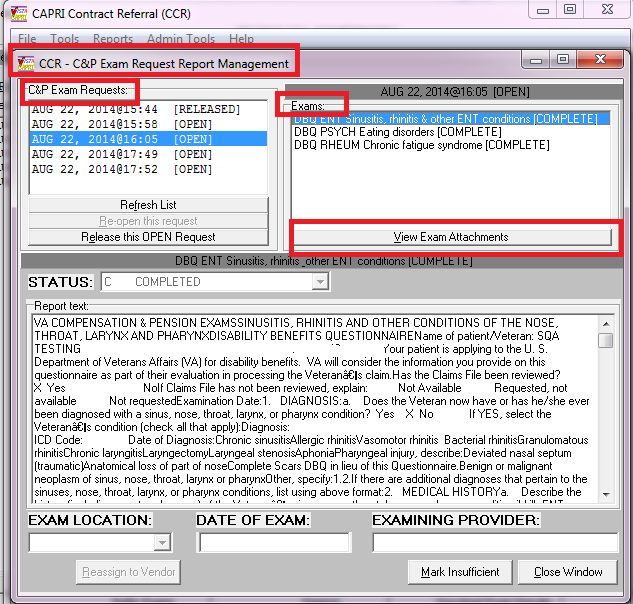 CAPRI Contract Referral (CCR)
File Tools Reports Admin Tools Help
CCR - C&P Exam Request Report Management
C&P Exam Requests:
AUG 22, 2014@16:05 [OPEN]
AUG 22, 2014@15:44 [RELEASED]
AUG 22, 2014@15:58 [OPEN]
AUG 22, 2014@16:05 [OPEN]
AUG 22, 2014@17:49 [OPEN]
AUG 22, 2014@17:52 [OPEN]
Refresh List
Re-open this request
Release this OPEN Request
Exams:
DBQ ENT Sinusitis, rhinitis & other ENT conditions [COMPLETE]
DBQ PSYCH Eating disorders [COMPLETE]
DBQ RHEUM Chronic fatigue syndrome [COMPLETE]
View Exam Attachments
DBQ ENT Sinusitis, rhinitis _other ENT conditions [COMPLETE]
STATUS: C COMPLETED
Report text:
VA COMPENSATION & PENSION EXAMSSINUSITIS, RHINITIS AND OTHER CONDITIONS OF THE NOSE,
THROAT, LARYNX AND PHARYNXDISABILITY BENEFITS QUESTIONNAIREName of patient/Veteran: SQA
TESTING Your patient is applying to the U. S.
Department of Veterans Affairs (VA) for disability benefits. VA will consider the information you provide on this
questionnaire as part of their evaluation in processing the Veteranâ€¦s claim.Has the Claims File been reviewed?
X Yes NoIf Claims File has not been reviewed, explain: Not Available Requested, not
available Not requestedExamination Date:1. DIAGNOSIS:a. Does the Veteran now have or has he/she ever
been diagnosed with a sinus, nose, throat, larynx, or pharynx condition? Yes X No If YES, select the
Veteranâ€¦s condition (check all that apply):Diagnosis:
ICD Code: Date of Diagnosis:Chronic sinusitisAllergic rhinitisVasomotor rhinitis Bacterial rhinitisGranulomatous
rhinitisChronic laryngitisLaryngectomyLaryngeal stenosisAphoniaPharyngeal injury, describe:Deviated nasal septum
(traumatic)Anatomical loss of part of noseComplete Scars DBQ in lieu of this Questionnaire.Benign or malignant
neoplasm of sinus, nose, throat, larynx or pharynxOther, specify:1.2.If there are additional diagnoses that pertain to the
sinuses, nose, throat, larynx, or pharynx conditions, list using above format:2. MEDICAL HISTORYa. Describe the
EXAM LOCATION: DATE OF EXAM: EXAMINING PROVIDER:
Reassign to Vendor Mark Insufficient Close Window